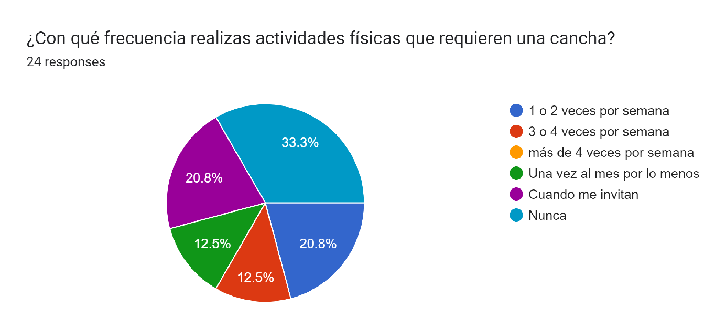 ¿Con qué frecuencia realizas actividades físicas que requieren una cancha?
24 responses
1 o 2 veces por semana
3 o 4 veces por semana
más de 4 veces por semana
Una vez al mes por lo menos
Cuando me invitan
Nunca
33.3%
20.8%
12.5%
12.5%
20.8%